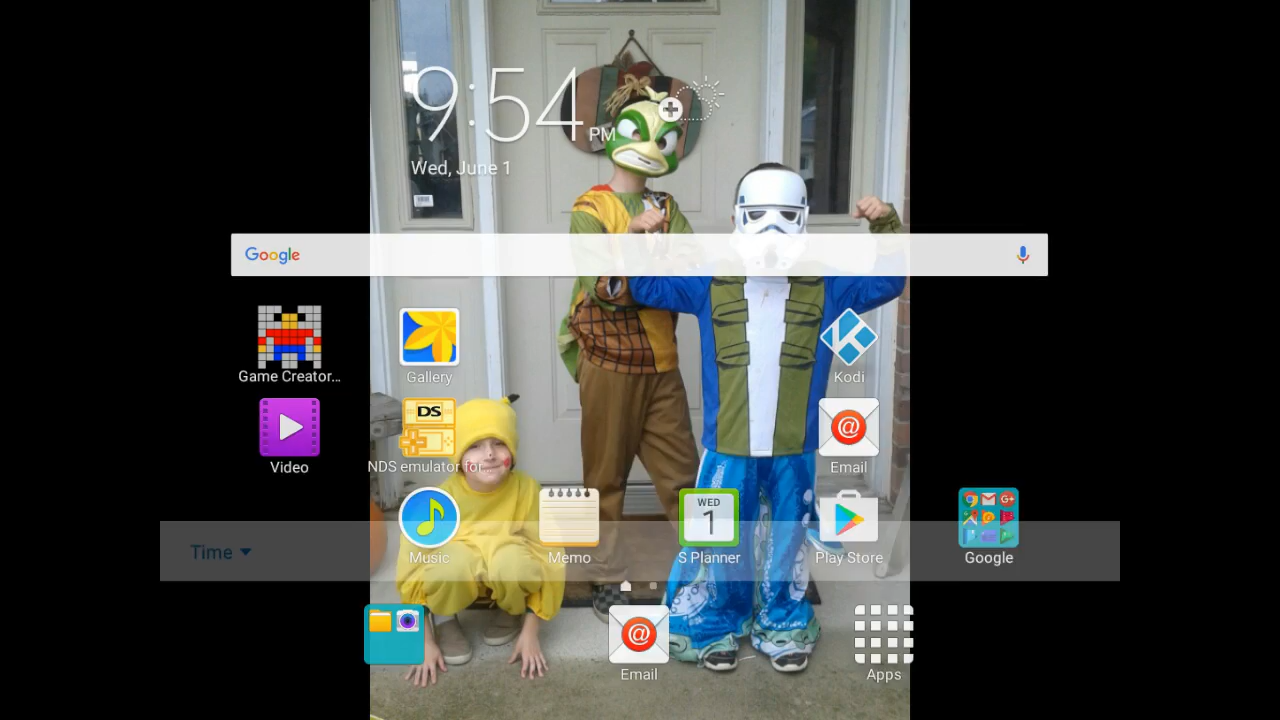 9:54 PM
Wed, June 1
Google
Game Creator...
Gallery
Kodi
DS
@
Video
NDS emulator for...
Email
WED
1
G+
Music
Memo
S Planner
Play Store
Google
Time
@
Email
Apps